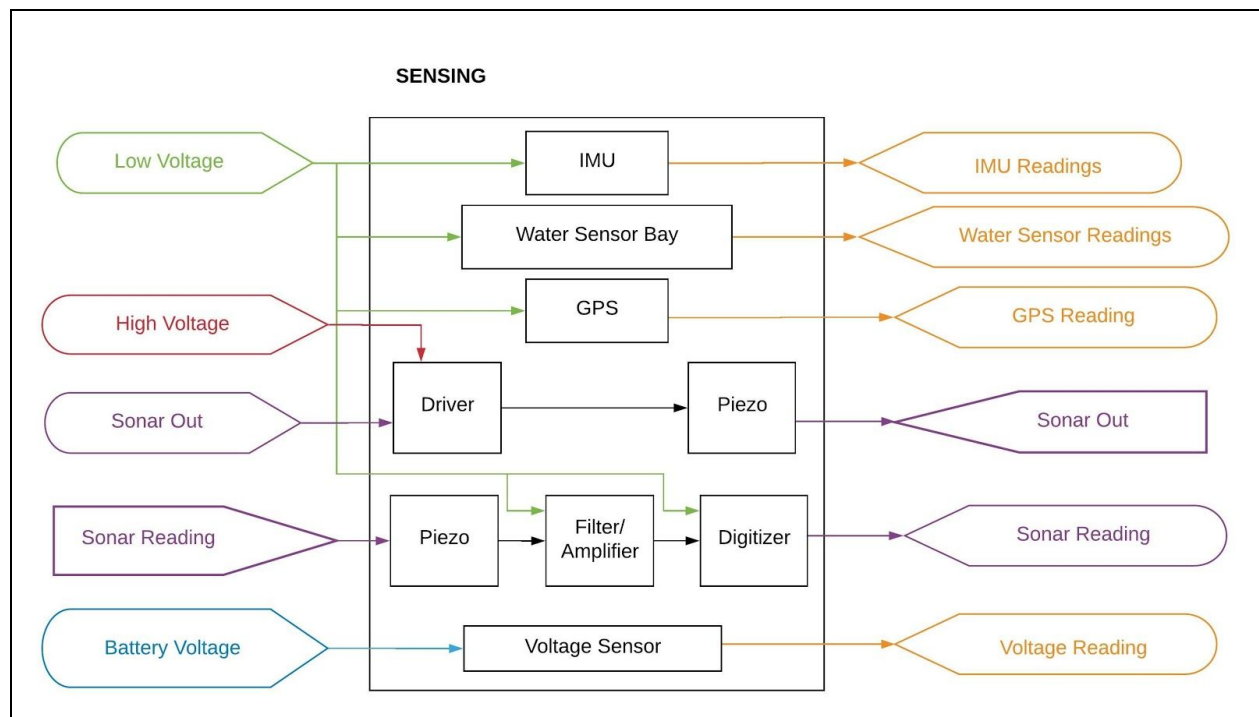 SENSING
Low Voltage
IMU
IMU Readings
Water Sensor Bay
Water Sensor Readings
High Voltage
GPS
GPS Reading
Sonar Out
Driver
Piezo
Sonar Out
Sonar Reading
Piezo
Filter/
Amplifier
Digitizer
Sonar Reading
Battery Voltage
Voltage Sensor
Voltage Reading